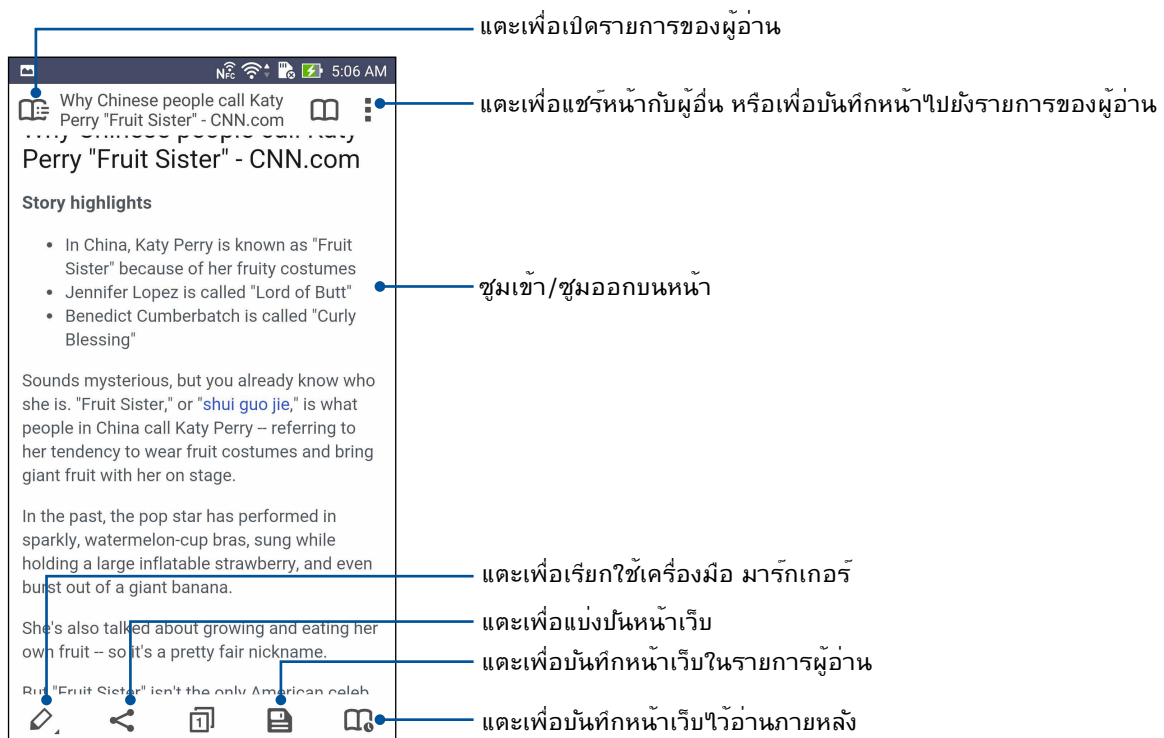 แตะเพื่อเปิดรายการของผู้อ่าน
NFC 5:06 AM
Why Chinese people call Katy
Perry "Fruit Sister" - CNN.com
แตะเพื่อแชร์หน้ากับผู้อื่น หรือเพื่อบันทึกหน้าไปยังรายการของผู้อ่าน
Why Chinese people call Katy
Perry "Fruit Sister" - CNN.com
Story highlights
• In China, Katy Perry is known as "Fruit
Sister" because of her fruity costumes
• Jennifer Lopez is called "Lord of Butt"
• Benedict Cumberbatch is called "Curly
Blessing"
ซูมเข้า/ซูมออกบนหน้า
Sounds mysterious, but you already know who
she is. "Fruit Sister," or "shui guo jie," is what
people in China call Katy Perry -- referring to
her tendency to wear fruit costumes and bring
giant fruit with her on stage.
In the past, the pop star has performed in
sparkly, watermelon-cup bras, sung while
holding a large inflatable strawberry, and even
burst out of a giant banana.
She's also talked about growing and eating her
own fruit -- so it's a pretty fair nickname.
But "Fruit Sister" isn't the only American celeb
แตะเพื่อเรียกใช้เครื่องมือ มาร์กเกอร์
แตะเพื่อแบ่งปันหน้าเว็บ
แตะเพื่อบันทึกหน้าเว็บในรายการผู้อ่าน
แตะเพื่อบันทึกหน้าเว็บไว้อ่านภายหลัง
1